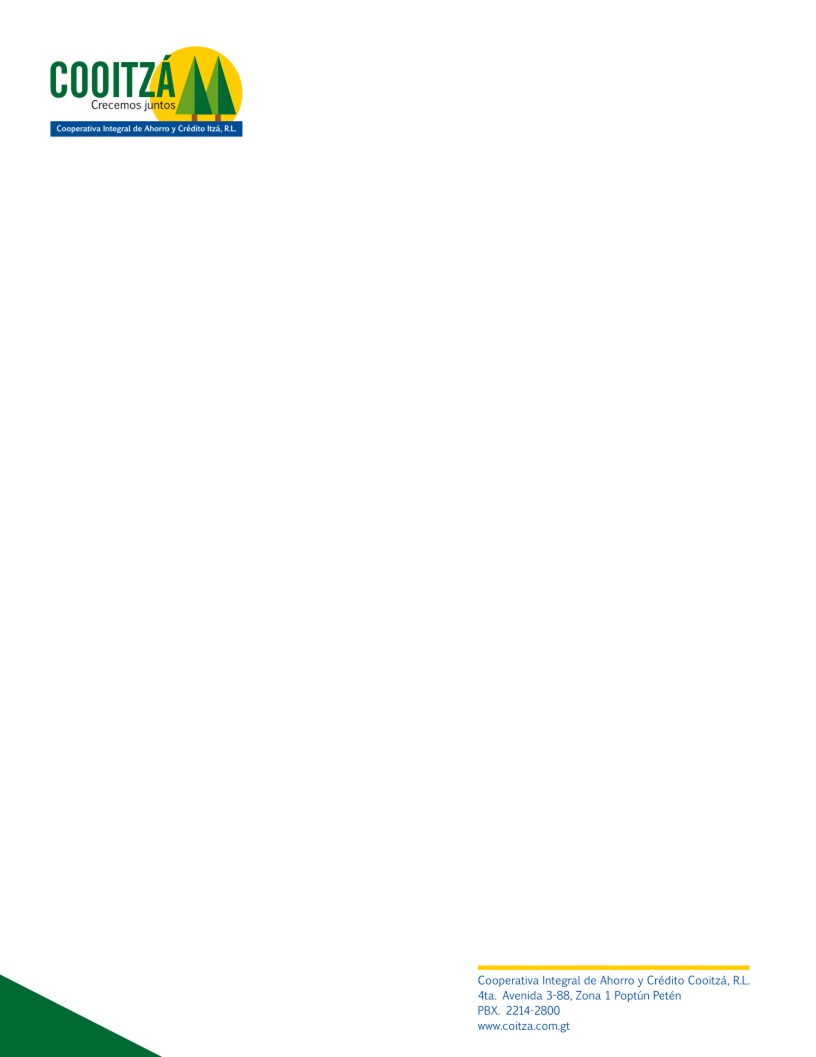 COOITZÁ
Crecemos juntos
Cooperativa Integral de Ahorro y Crédito Itzá, R.L.
Cooperativa Integral de Ahorro y Crédito Cooitzá, R.L.
4ta. Avenida 3-88, Zona 1 Poptún Petén
PBX. 2214-2800
www.coitza.com.gt